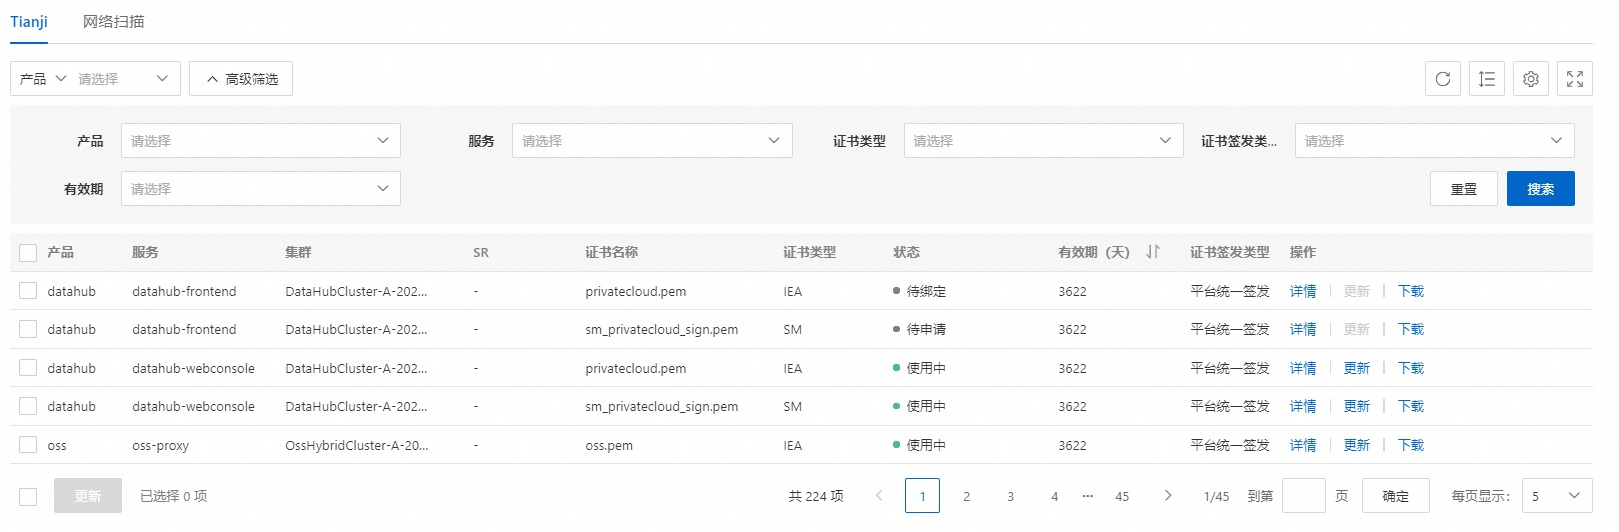 Tianji 网络扫描
产品 请选择 高级筛选
产品 请选择 服务 请选择 证书类型 请选择 证书签发类... 请选择
有效期 请选择 重置 搜索
产品 服务 集群 SR 证书名称 证书类型 状态 有效期（天） 证书签发类型 操作
datahub datahub-frontend DataHubCluster-A-202... - privatecloud.pem IEA 待绑定 3622 平台统一签发 详情 更新 下载
datahub datahub-frontend DataHubCluster-A-202... - sm_privatecloud_sign.pem SM 待申请 3622 平台统一签发 详情 更新 下载
datahub datahub-webconsole DataHubCluster-A-202... - privatecloud.pem IEA 使用中 3622 平台统一签发 详情 更新 下载
datahub datahub-webconsole DataHubCluster-A-202... - sm_privatecloud_sign.pem SM 使用中 3622 平台统一签发 详情 更新 下载
oss oss-proxy OssHybridCluster-A-20... - oss.pem IEA 使用中 3622 平台统一签发 详情 更新 下载
更新 已选择 0 项 共 224 项 1 2 3 4 ... 45 1/45 到第 页 确定 每页显示： 5